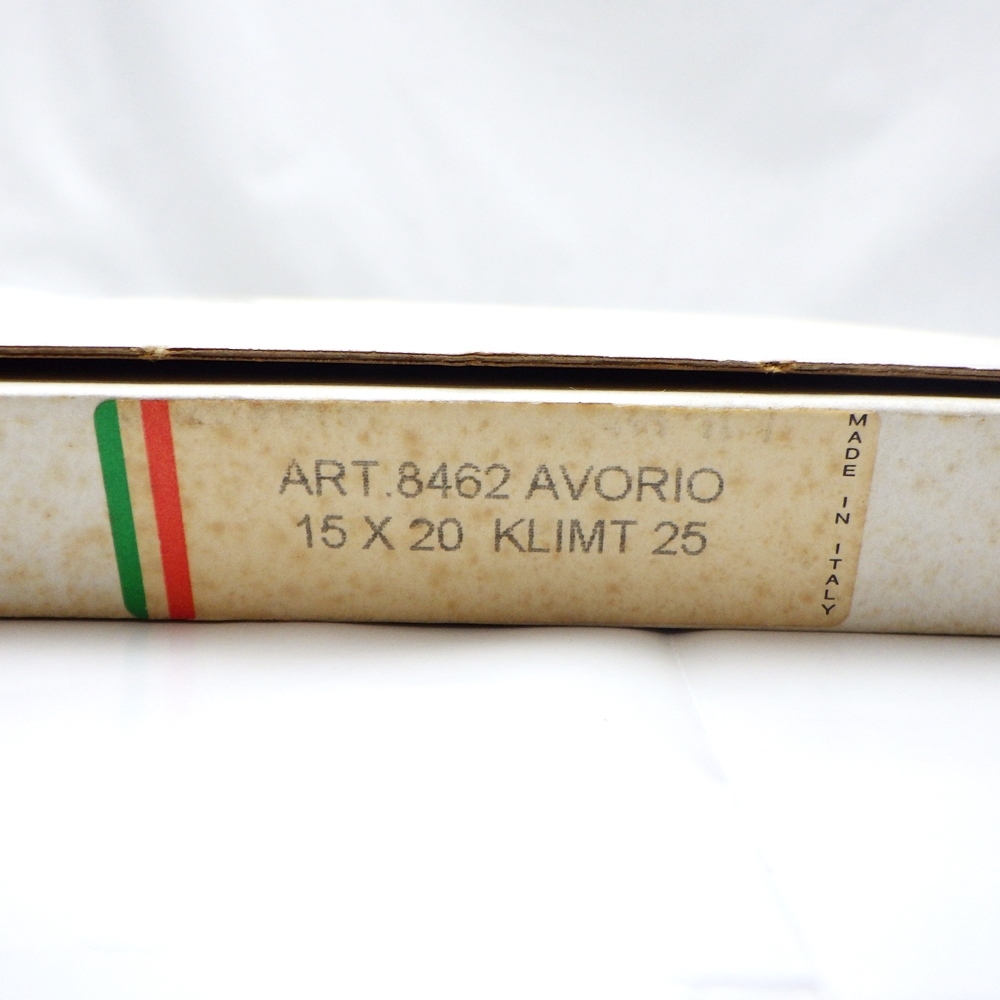 ART.8462 AVORIO
15 X 20 KLIMT 25
MADE IN ITALY